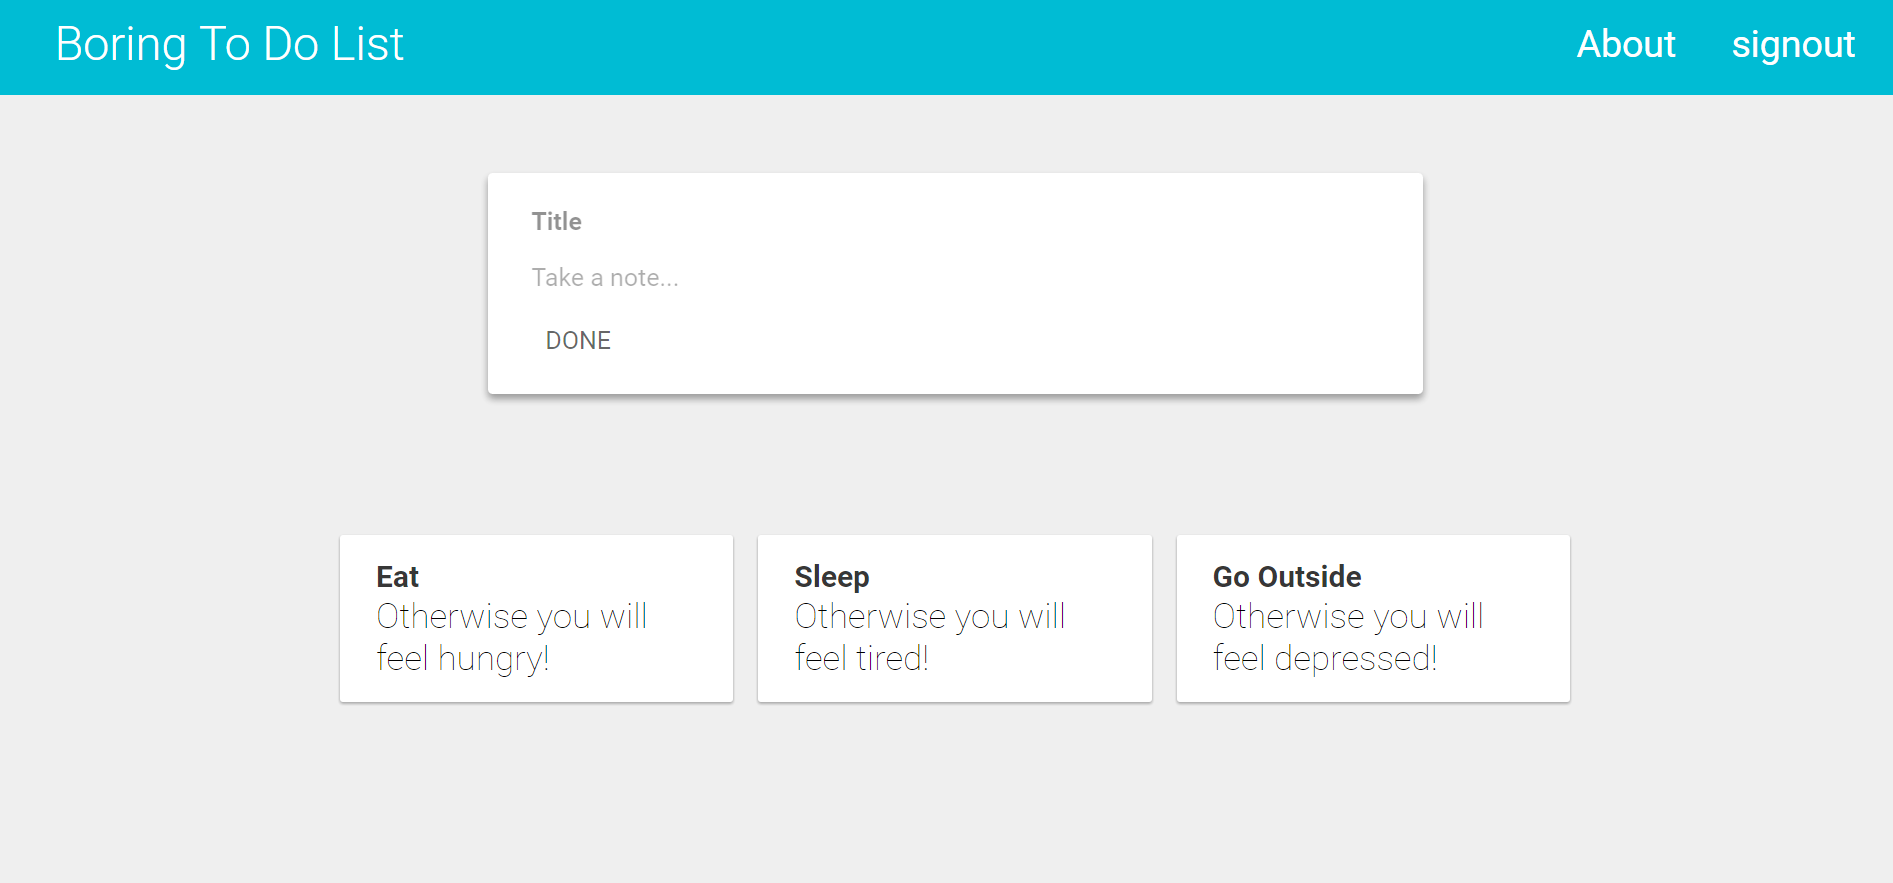 Boring To Do List
About
signout
Title
Take a note...
DONE
Eat
Otherwise you will
feel hungry!
Sleep
Otherwise you will
feel tired!
Go Outside
Otherwise you will
feel depressed!